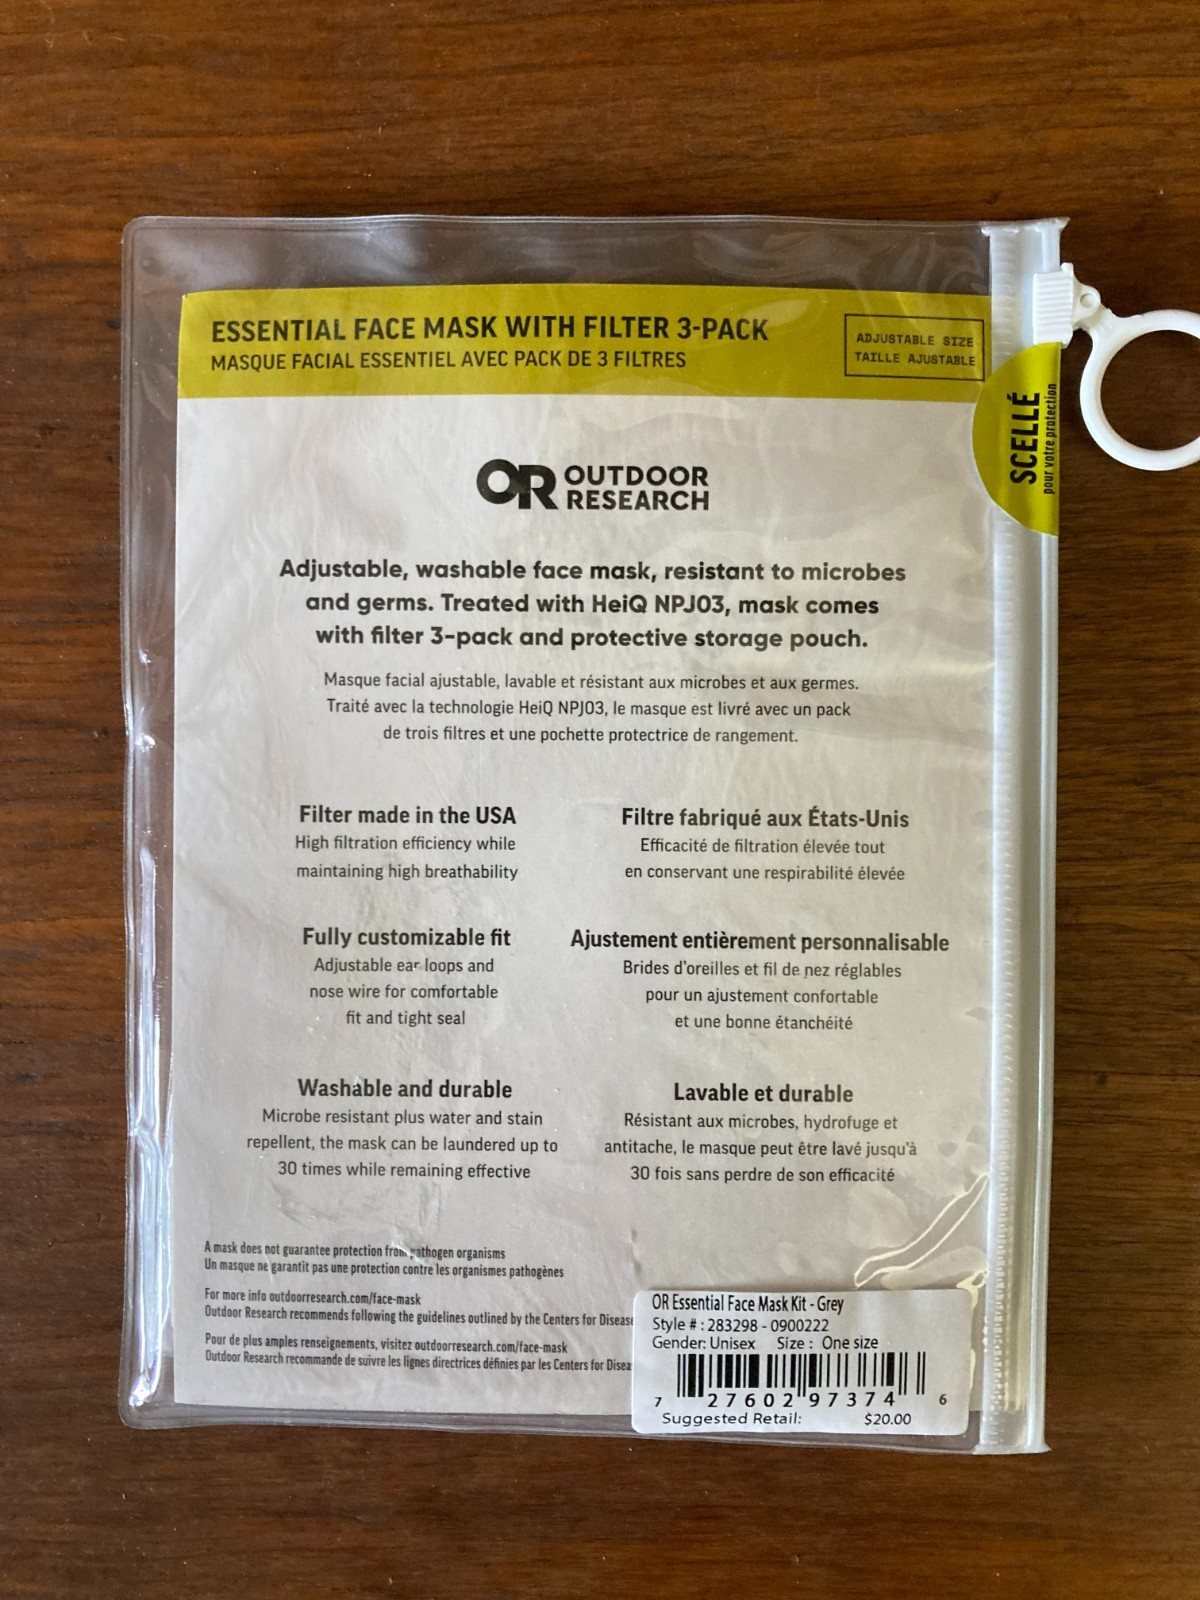 ESSENTIAL FACE MASK WITH FILTER 3-PACK
MASQUE FACIAL ESSENTIEL AVEC PACK DE 3 FILTRES
ADJUSTABLE SIZE
TAILLE AJUSTABLE
SCELLÉ
pour votre protection
OR OUTDOOR
RESEARCH
Adjustable, washable face mask, resistant to microbes
and germs. Treated with HeiQ NPJ03, mask comes
with filter 3-pack and protective storage pouch.
Masque facial ajustable, lavable et résistant aux microbes et aux germes.
Traité avec la technologie HeiQ NPJ03, le masque est livré avec un pack
de trois filtres et une pochette protectrice de rangement.
Filter made in the USA
High filtration efficiency while
maintaining high breathability
Filtre fabriqué aux États-Unis
Efficacité de filtration élevée tout
en conservant une respirabilité élevée
Fully customizable fit
Adjustable ear loops and
nose wire for comfortable
fit and tight seal
Ajustement entièrement personnalisable
Brides d'oreilles et fil de nez réglables
pour un ajustement confortable
et une bonne étanchéité
Washable and durable
Microbe resistant plus water and stain
repellent, the mask can be laundered up to
30 times while remaining effective
Lavable et durable
Résistant aux microbes, hydrofuge et
antitache, le masque peut être lavé jusqu'à
30 fois sans perdre de son efficacité
A mask does not guarantee protection from pathogen organisms
Un masque ne garantit pas une protection contre les organismes pathogènes
For more info outdoorresearch.com/face-mask
Outdoor Research recommends following the guidelines outlined by the Centers for Disease
Pour de plus amples renseignements, visitez outdoorresearch.com/face-mask
Outdoor Research recommande de suivre les lignes directrices définies par les Centers for Disea
OR Essential Face Mask Kit - Grey
Style # : 283298 - 0900222
Gender: Unisex Size : One size
7 27602 97374 6
Suggested Retail: $20.00